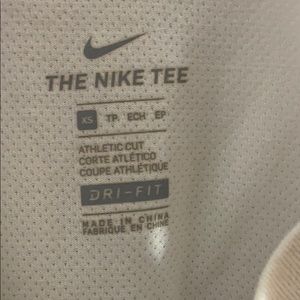 THE NIKE TEE
XS TP ECH EP
ATHLETIC CUT
CORTE ATLÉTICO
COUPE ATHLÉTIQUE
DRI-FIT
MADE IN CHINA
FABRIQUÉ EN CHINE